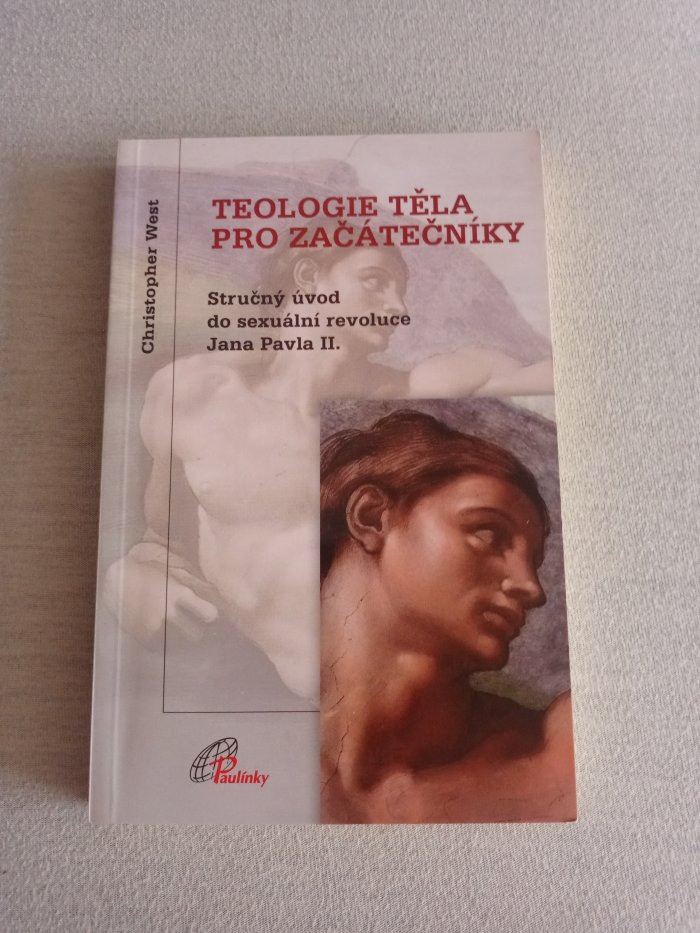 Christopher West
TEOLOGIE TĚLA
PRO ZAČÁTEČNÍKY
Stručný úvod
do sexuální revoluce
Jana Pavla II.
Paulínky